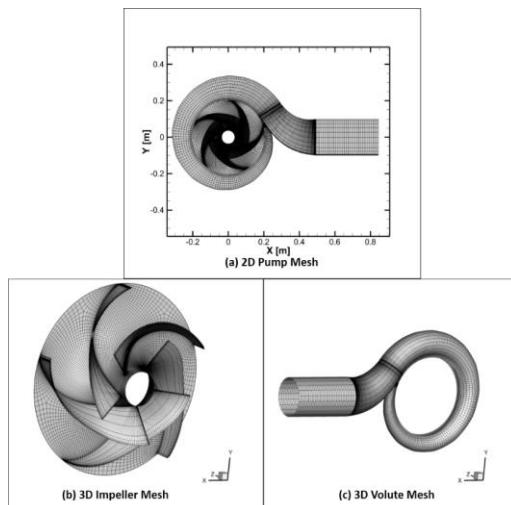 0.4
0.2
Y [m]
0
-0.2
-0.4
-0.2 0 0.2 0.4 0.6 0.8
X [m]
(a) 2D Pump Mesh
Y
Z
X
(b) 3D Impeller Mesh
Y
Z
X
(c) 3D Volute Mesh